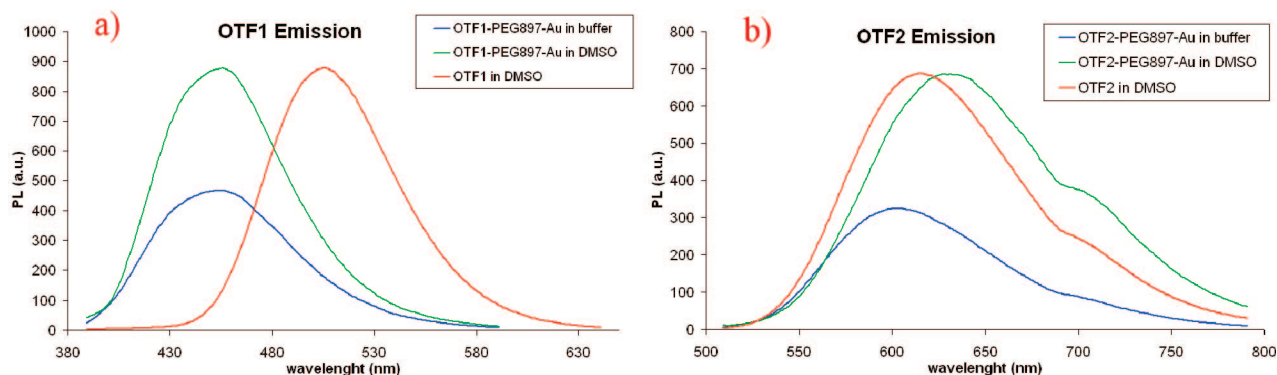 a)
OTF1 Emission
OTF1-PEG897-Au in buffer
OTF1-PEG897-Au in DMSO
OTF1 in DMSO
PL (a.u.)
1000
900
800
700
600
500
400
300
200
100
0
380 430 480 530 580 630
wavelenght (nm)
b)
OTF2 Emission
OTF2-PEG897-Au in buffer
OTF2-PEG897-Au in DMSO
OTF2 in DMSO
PL (a.u.)
800
700
600
500
400
300
200
100
0
500 550 600 650 700 750 800
wavelenght (nm)